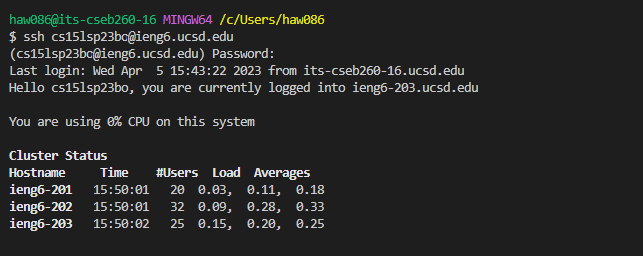 haw086@its-cseb260-16 MINGW64 /c/Users/haw086
$ ssh cs15lsp23bo@ieng6.ucsd.edu
(cs15lsp23bo@ieng6.ucsd.edu) Password:
Last login: Wed Apr  5 15:43:22 2023 from its-cseb260-16.ucsd.edu
Hello cs15lsp23bo, you are currently logged into ieng6-203.ucsd.edu

You are using 0% CPU on this system

Cluster Status
Hostname     Time    #Users  Load  Averages
ieng6-201   15:50:01   20  0.03,  0.11,  0.18
ieng6-202   15:50:01   32  0.09,  0.28,  0.33
ieng6-203   15:50:02   25  0.15,  0.20,  0.25